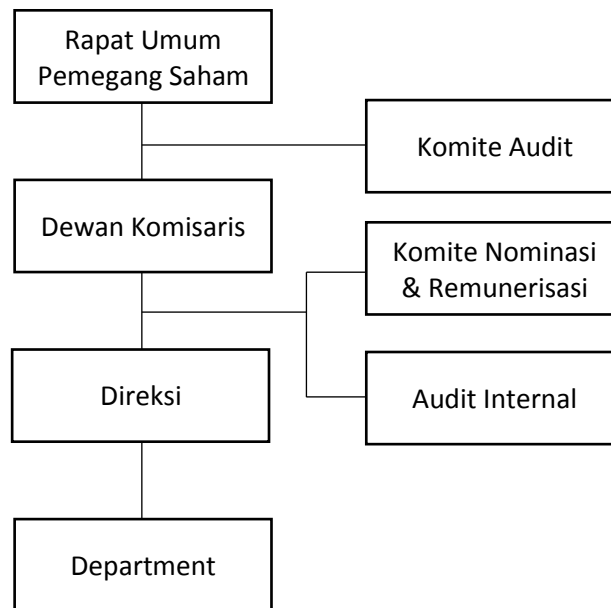 Rapat Umum
Pemegang Saham
Komite Audit
Dewan Komisaris
Komite Nominasi
& Remunerisasi
Direksi
Audit Internal
Department